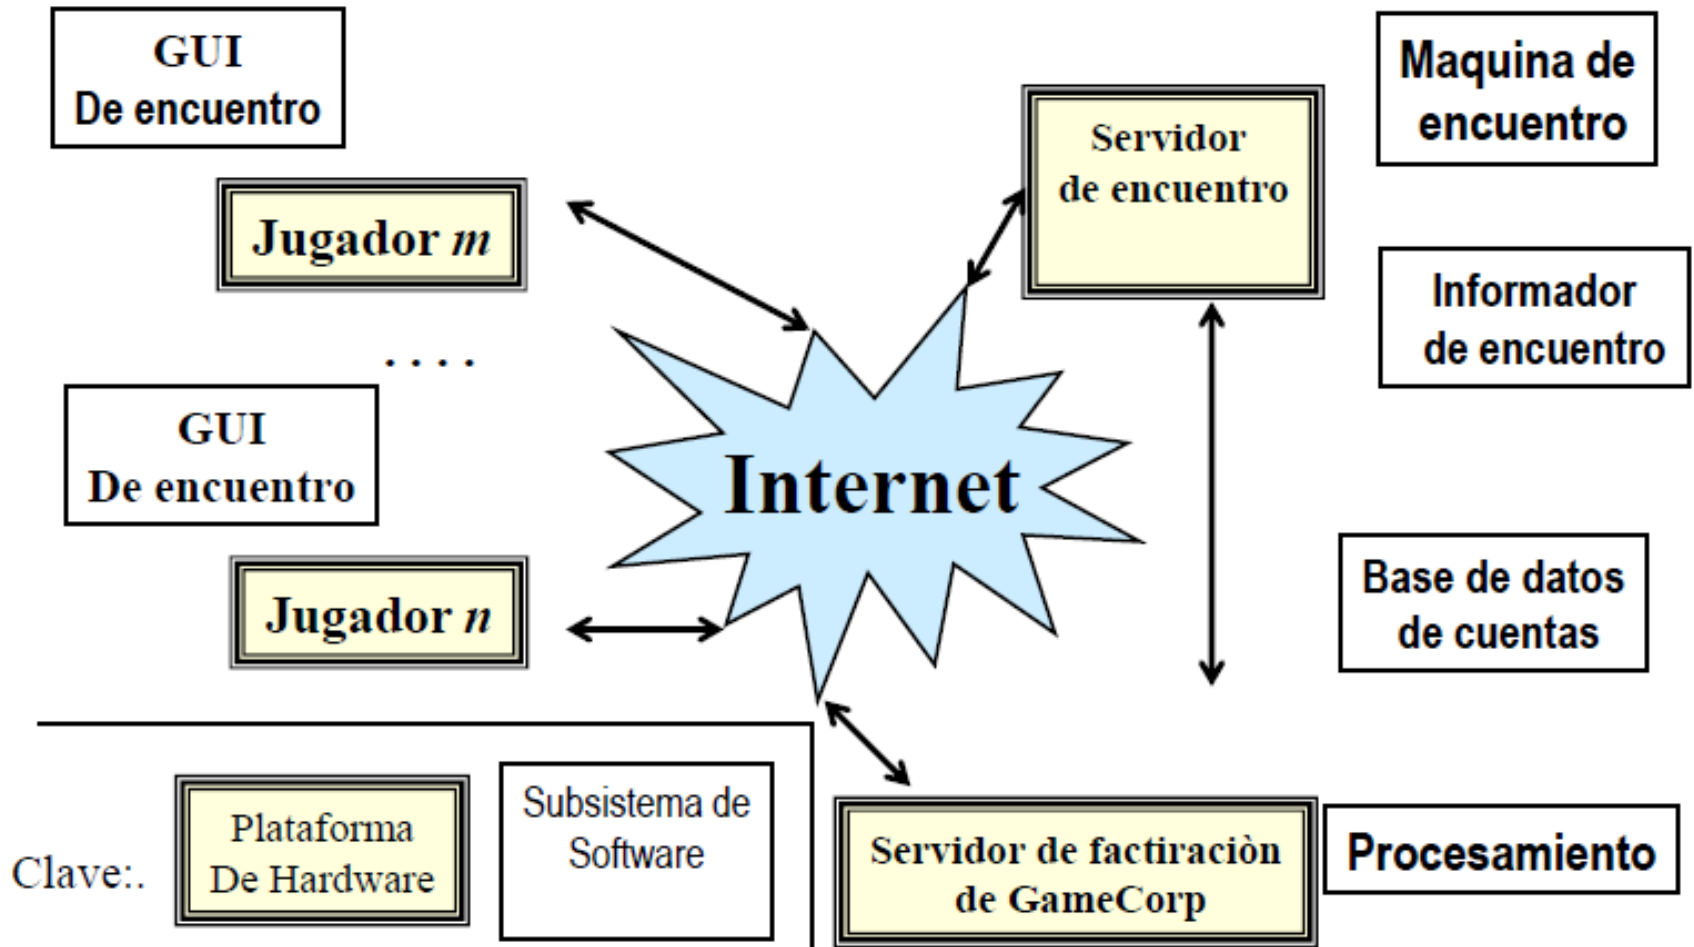 GUI
De encuentro
Jugador m
. . . .
GUI
De encuentro
Jugador n
Internet
Servidor
de encuentro
Maquina de
encuentro
Informador
de encuentro
Base de datos
de cuentas
Clave:.
Plataforma
De Hardware
Subsistema de
Software
Servidor de factiraciòn
de GameCorp
Procesamiento